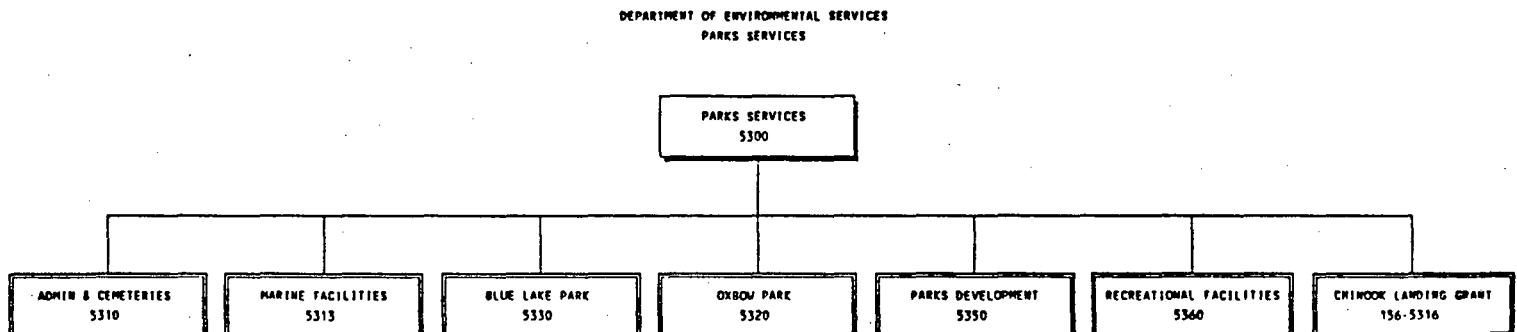 DEPARTMENT OF ENVIRONMENTAL SERVICES
PARKS SERVICES
PARKS SERVICES
5300
ADMIN & CEMETERIES
5310
MARINE FACILITIES
5313
BLUE LAKE PARK
5330
OXBOW PARK
5320
PARKS DEVELOPMENT
5350
RECREATIONAL FACILITIES
5360
CHINOOK LANDING GRANT
156-5316